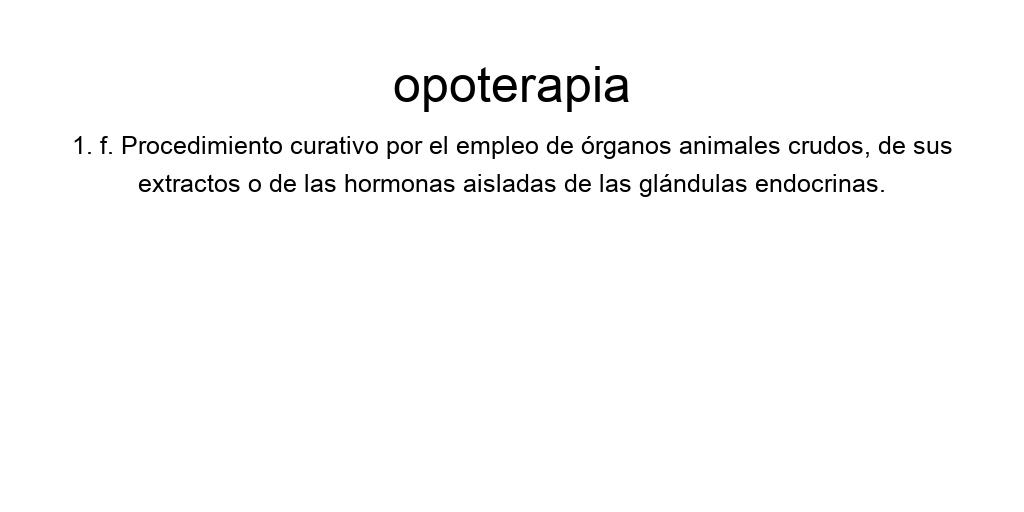 opoterapia
1. f. Procedimiento curativo por el empleo de órganos animales crudos, de sus
extractos o de las hormonas aisladas de las glándulas endocrinas.